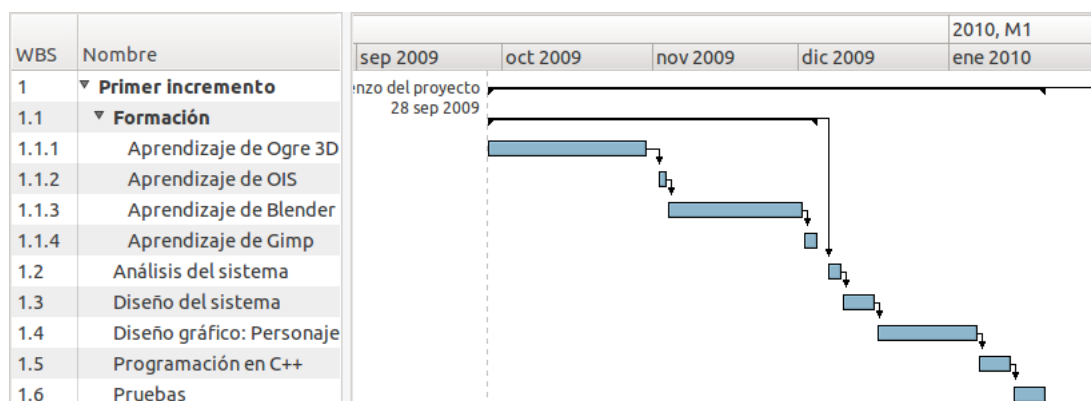 2010, M1
WBS Nombre sep 2009 oct 2009 nov 2009 dic 2009 ene 2010
1 Primer incremento
nzo del proyecto
28 sep 2009
1.1 Formación
1.1.1 Aprendizaje de Ogre 3D
1.1.2 Aprendizaje de OIS
1.1.3 Aprendizaje de Blender
1.1.4 Aprendizaje de Gimp
1.2 Análisis del sistema
1.3 Diseño del sistema
1.4 Diseño gráfico: Personaje
1.5 Programación en C++
1.6 Pruebas